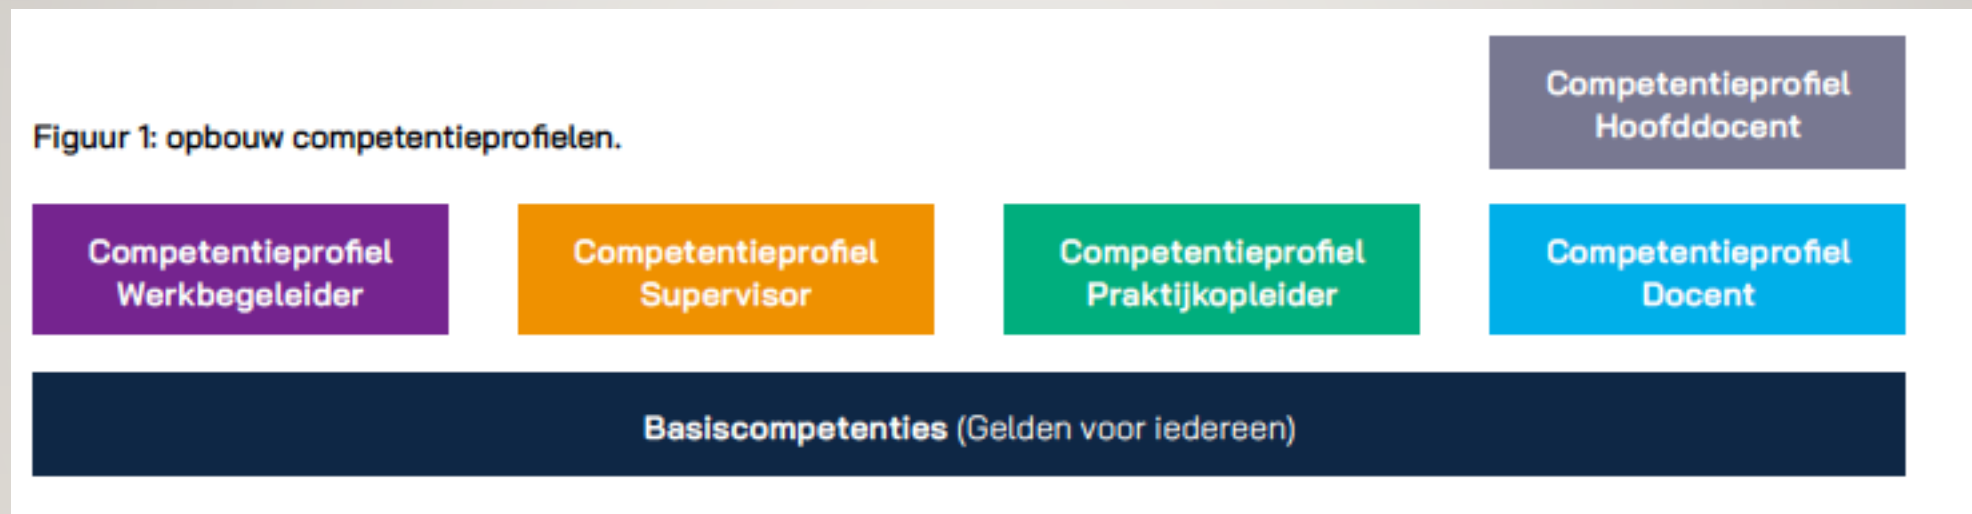 Competentieprofiel
Hoofddocent
Figuur 1: opbouw competentieprofielen.
Competentieprofiel
Werkbegeleider
Competentieprofiel
Supervisor
Competentieprofiel
Praktijkopleider
Competentieprofiel
Docent
Basiscompetenties (Gelden voor iedereen)